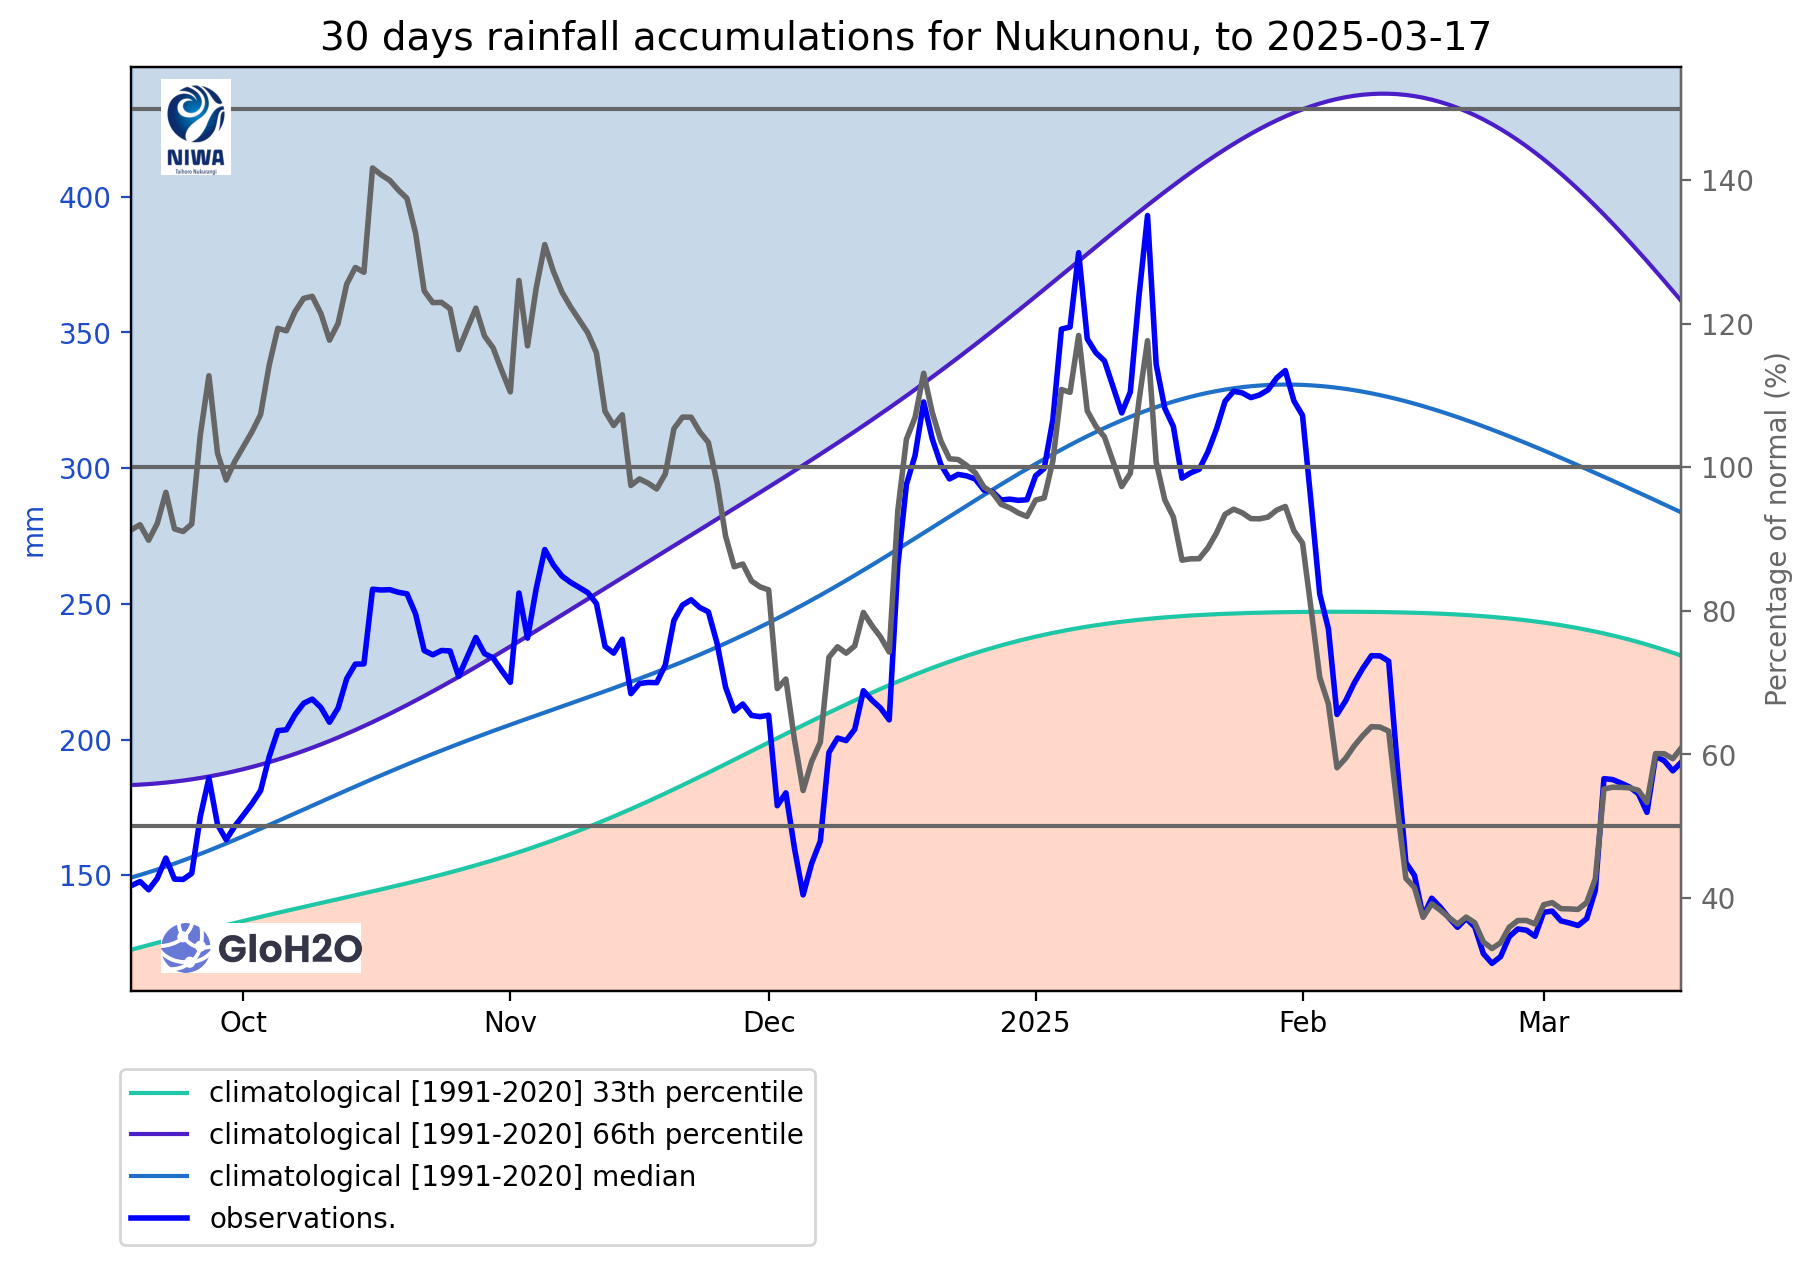 30 days rainfall accumulations for Nukunonu, to 2025-03-17
NIWA
Taihoro Nukurangi
400
350
300
250
200
150
mm
140
120
100
80
60
40
Percentage of normal (%)
GloH2O
Oct
Nov
Dec
2025
Feb
Mar
climatological [1991-2020] 33th percentile
climatological [1991-2020] 66th percentile
climatological [1991-2020] median
observations.